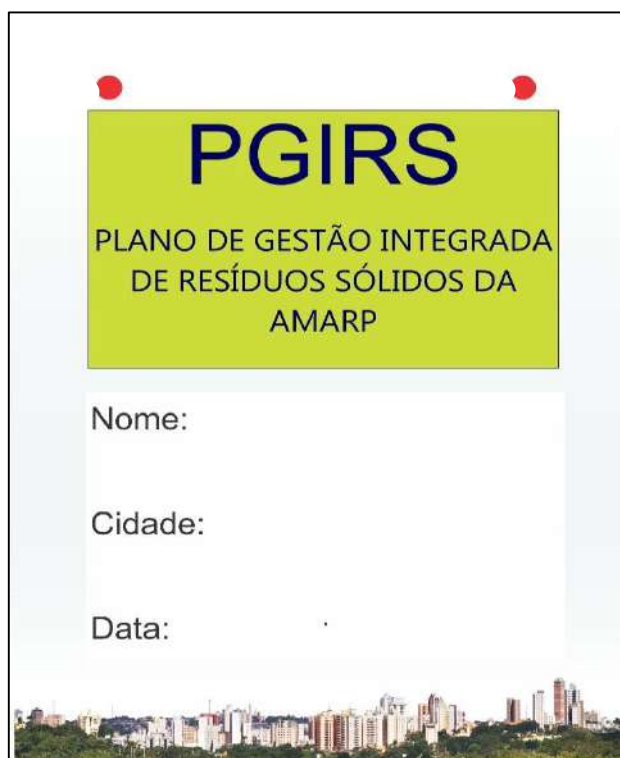 PGIRS
PLANO DE GESTÃO INTEGRADA
DE RESÍDUOS SÓLIDOS DA
AMARP
Nome:
Cidade:
Data: